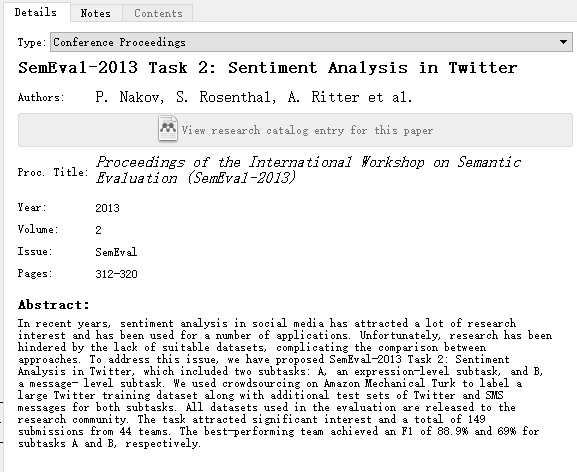 Details Notes Contents
Type: Conference Proceedings
SemEval-2013 Task 2: Sentiment Analysis in Twitter
Authors: P. Nakov, S. Rosenthal, A. Ritter et al.
View research catalog entry for this paper
Proc. Title: Proceedings of the International Workshop on Semantic
Evaluation (SemEval-2013)
Year: 2013
Volume: 2
Issue: SemEval
Pages: 312-320
Abstract:
In recent years, sentiment analysis in social media has attracted a lot of research
interest and has been used for a number of applications. Unfortunately, research has been
hindered by the lack of suitable datasets, complicating the comparison between
approaches. To address this issue, we have proposed SemEval-2013 Task 2: Sentiment
Analysis in Twitter, which included two subtasks: A, an expression-level subtask, and B,
a message- level subtask. We used crowdsourcing on Amazon Mechanical Turk to label a
large Twitter training dataset along with additional test sets of Twitter and SMS
messages for both subtasks. All datasets used in the evaluation are released to the
research community. The task attracted significant interest and a total of 149
submissions from 44 teams. The best-performing team achieved an F1 of 88.9% and 69% for
subtasks A and B, respectively.